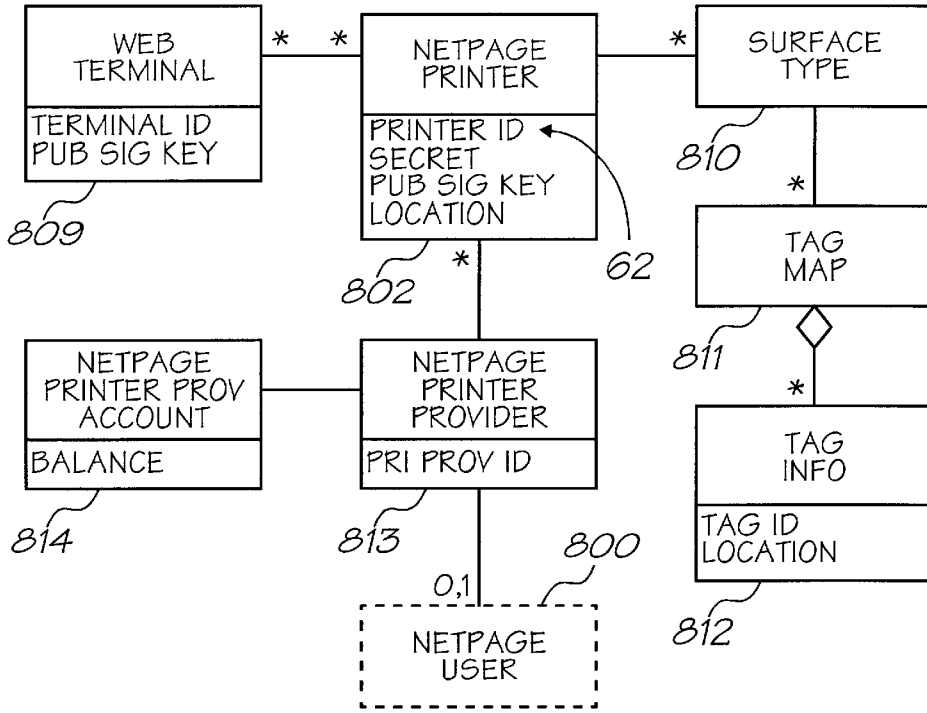 WEB
TERMINAL
TERMINAL ID
PUB SIG KEY
809
*
*
NETPAGE
PRINTER
PRINTER ID
SECRET
PUB SIG KEY
LOCATION
802
62
*
*
SURFACE
TYPE
810
*
TAG
MAP
811
*
TAG
INFO
TAG ID
LOCATION
812
NETPAGE
PRINTER PROV
ACCOUNT
BALANCE
814
NETPAGE
PRINTER
PROVIDER
PRI PROV ID
813
0,1
800
NETPAGE
USER